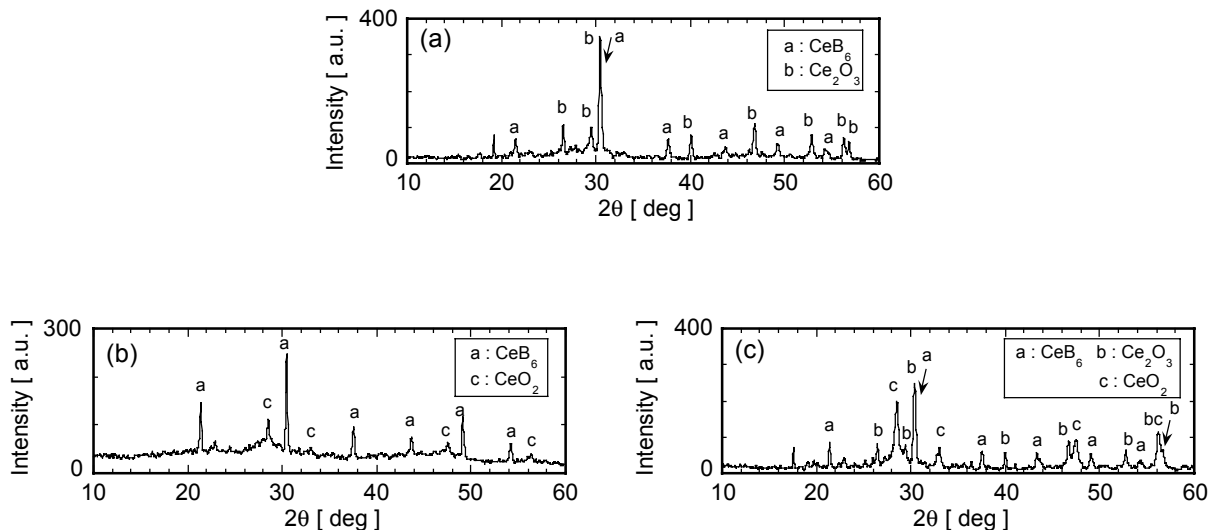 400
(a)
b
a
a : CeB6
b : Ce2O3
Intensity [ a.u. ]
a
b
b
a
b
a
b
a
b
a
b
b
0
10 20 30 40 50 60
2θ [ deg ]
300
(b)
a
a : CeB6
c : CeO2
Intensity [ a.u. ]
a
c
c
a
a
c
a
a
c
0
10 20 30 40 50 60
2θ [ deg ]
400
(c)
b
a
a : CeB6 b : Ce2O3
c : CeO2
Intensity [ a.u. ]
a
b
c
b
c
a
b
a
b
c
a
b
a
bc
b
0
10 20 30 40 50 60
2θ [ deg ]